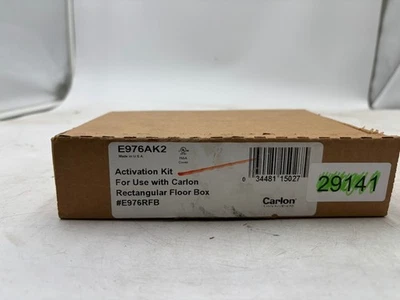 E976AK2
Made in U.S.A.
Activation Kit
For Use with Carlon
Rectangular Floor Box
#E976RFB
0 34481 15027
Carlon
29141